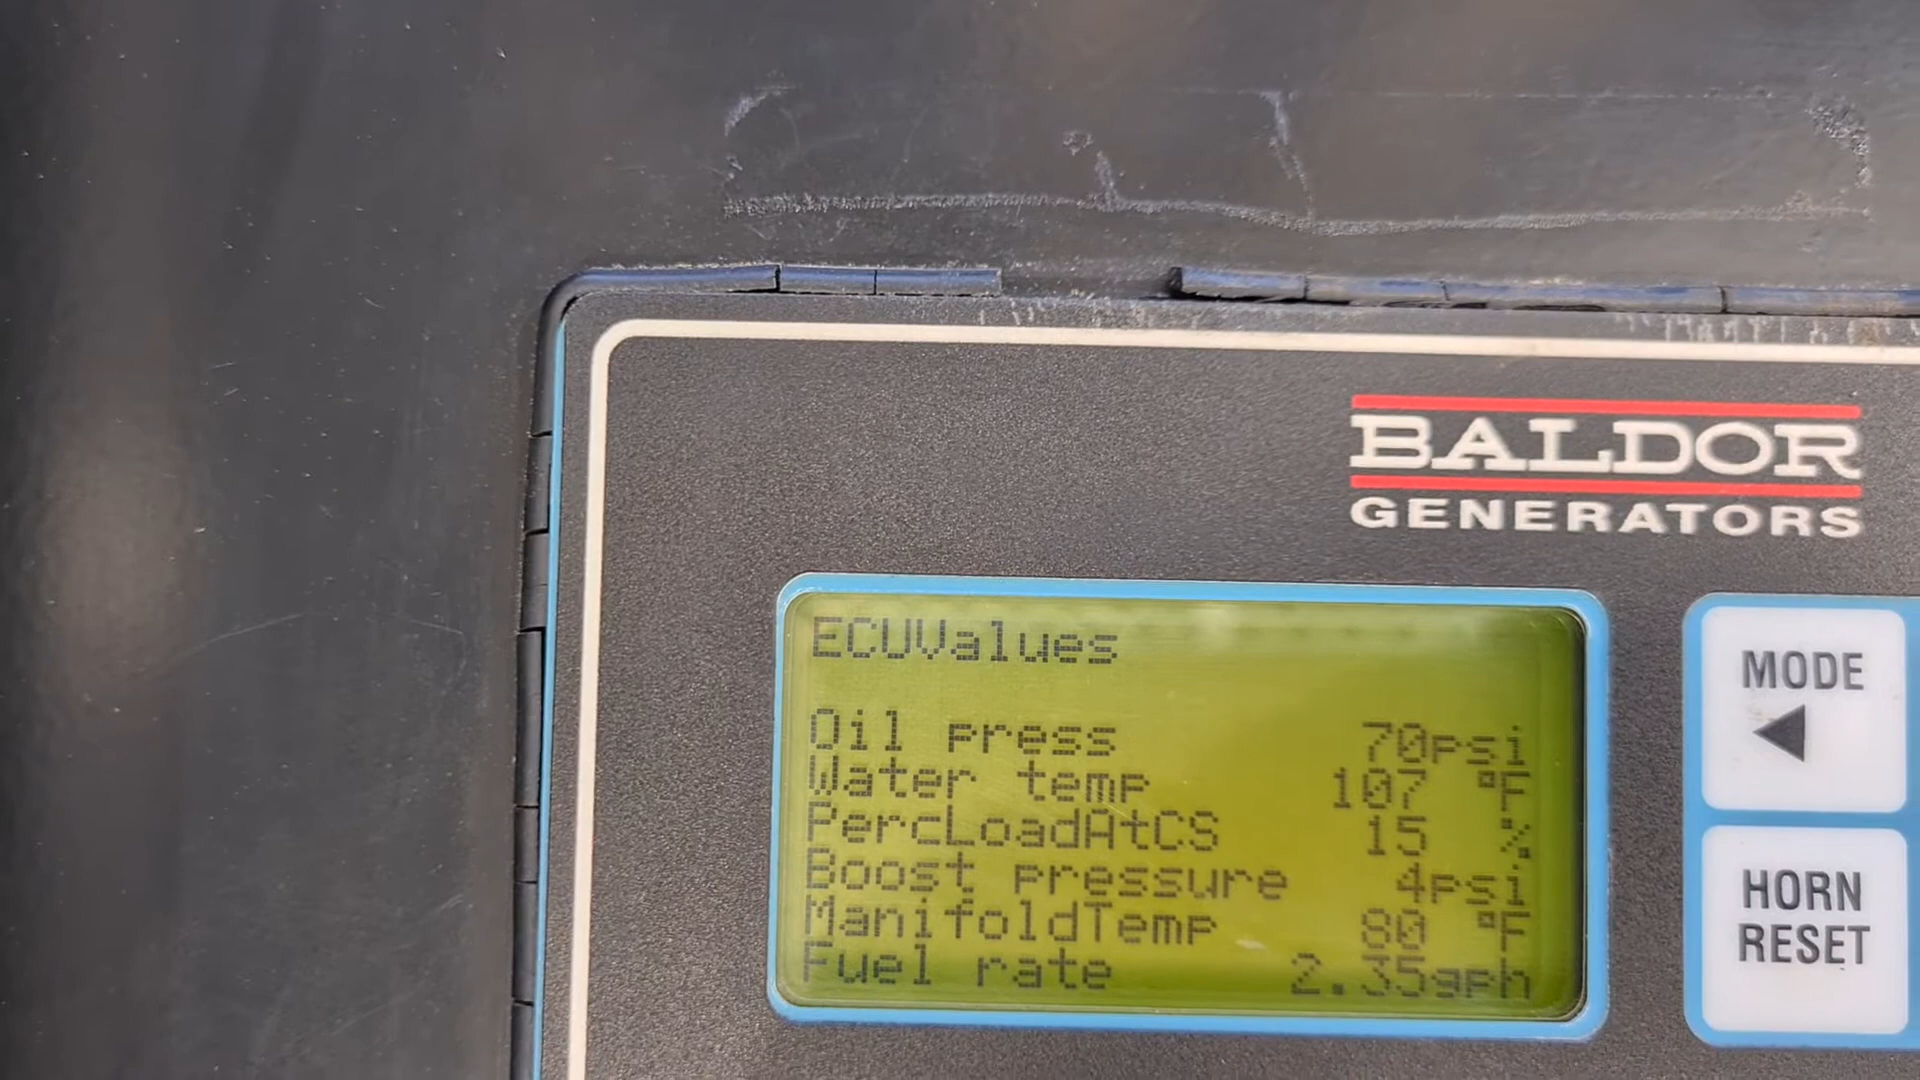 BALDOR
GENERATORS
ECUValues
Oil press 70psi
Water temp 107 °F
PercLoadAtCS 15 %
Boost pressure 4psi
ManifoldTemp 80 °F
Fuel rate 2.35gph
MODE
HORN
RESET